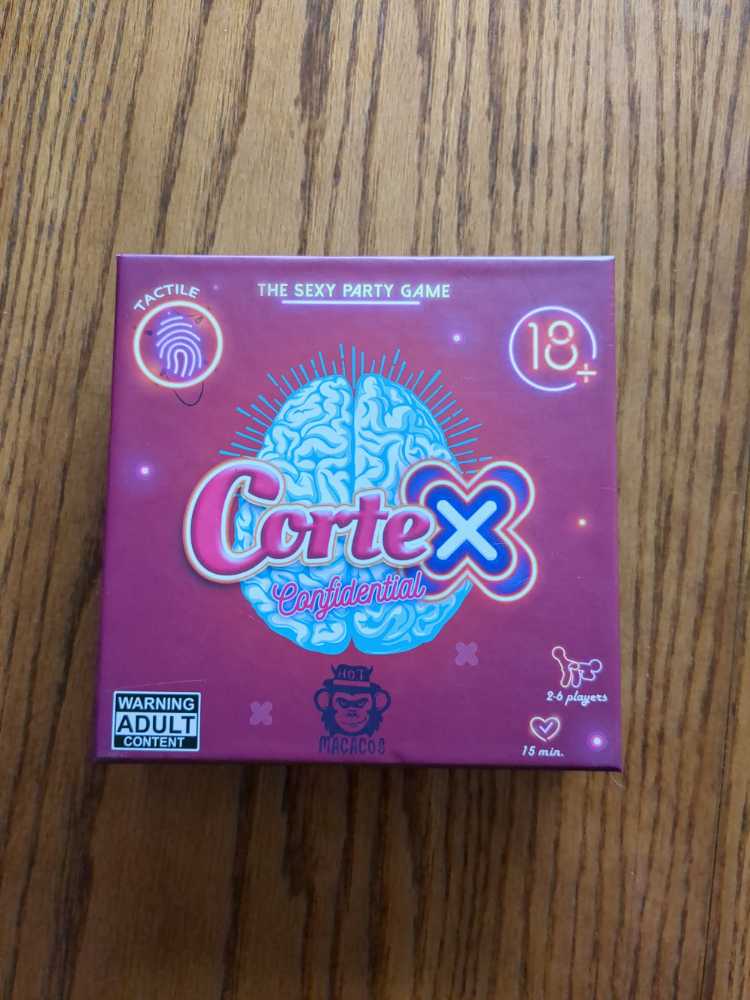 TACTILE
THE SEXY PARTY GAME
18+
CorteX
Confidential
HOT
MACACOS
WARNING
ADULT
CONTENT
2-6 players
15 min.